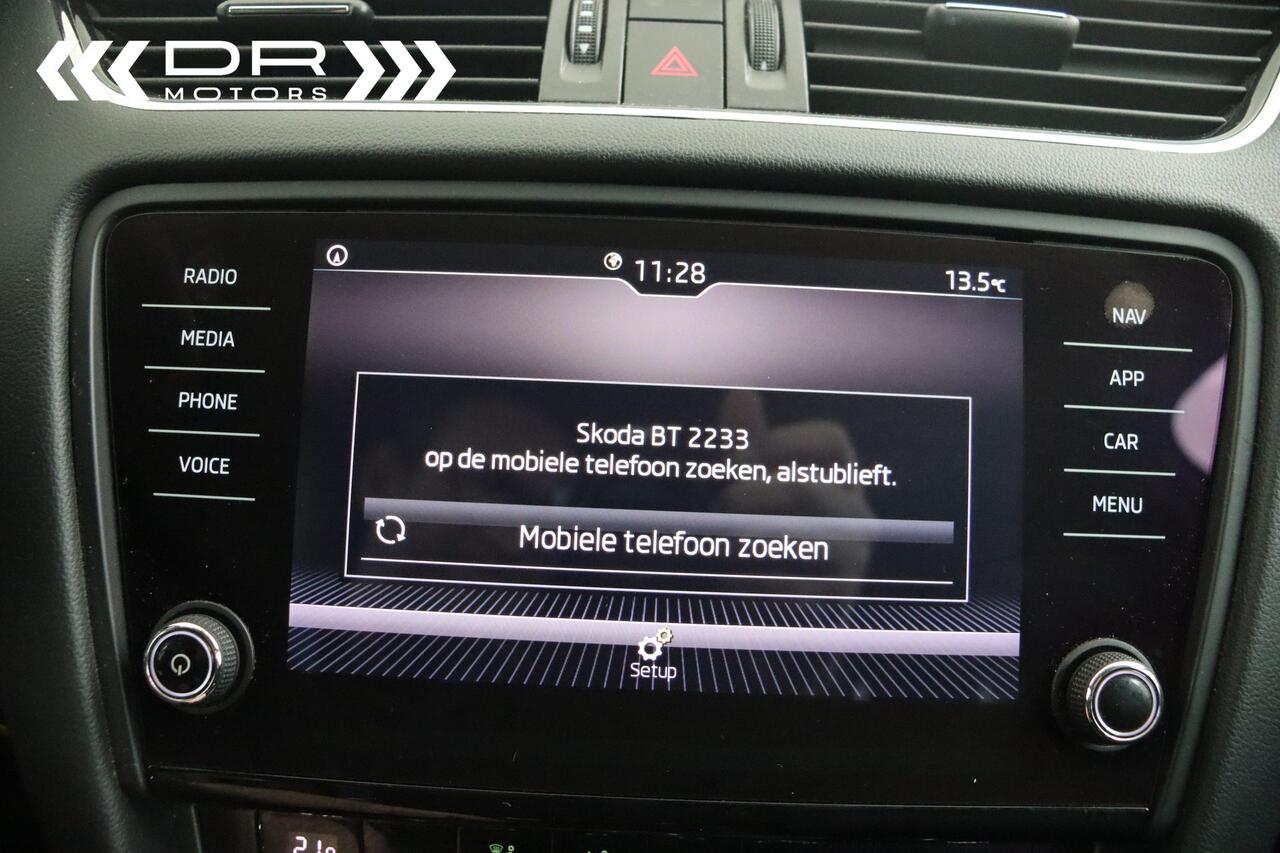 DR
MOTORS
RADIO
MEDIA
PHONE
VOICE
11:28
13.5°C
Skoda BT 2233
op de mobiele telefoon zoeken, alstublieft.
Mobiele telefoon zoeken
Setup
NAV
APP
CAR
MENU